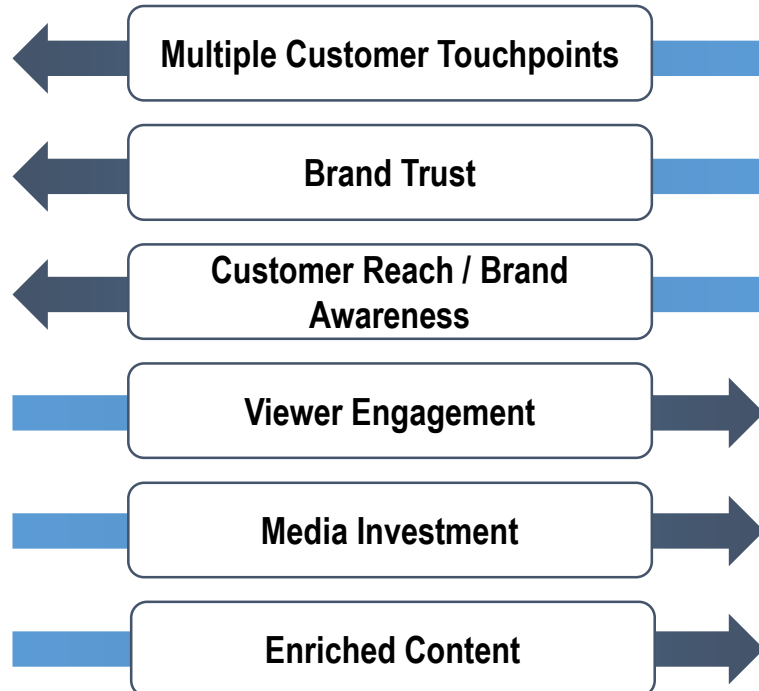 Multiple Customer Touchpoints
Brand Trust
Customer Reach / Brand
Awareness
Viewer Engagement
Media Investment
Enriched Content